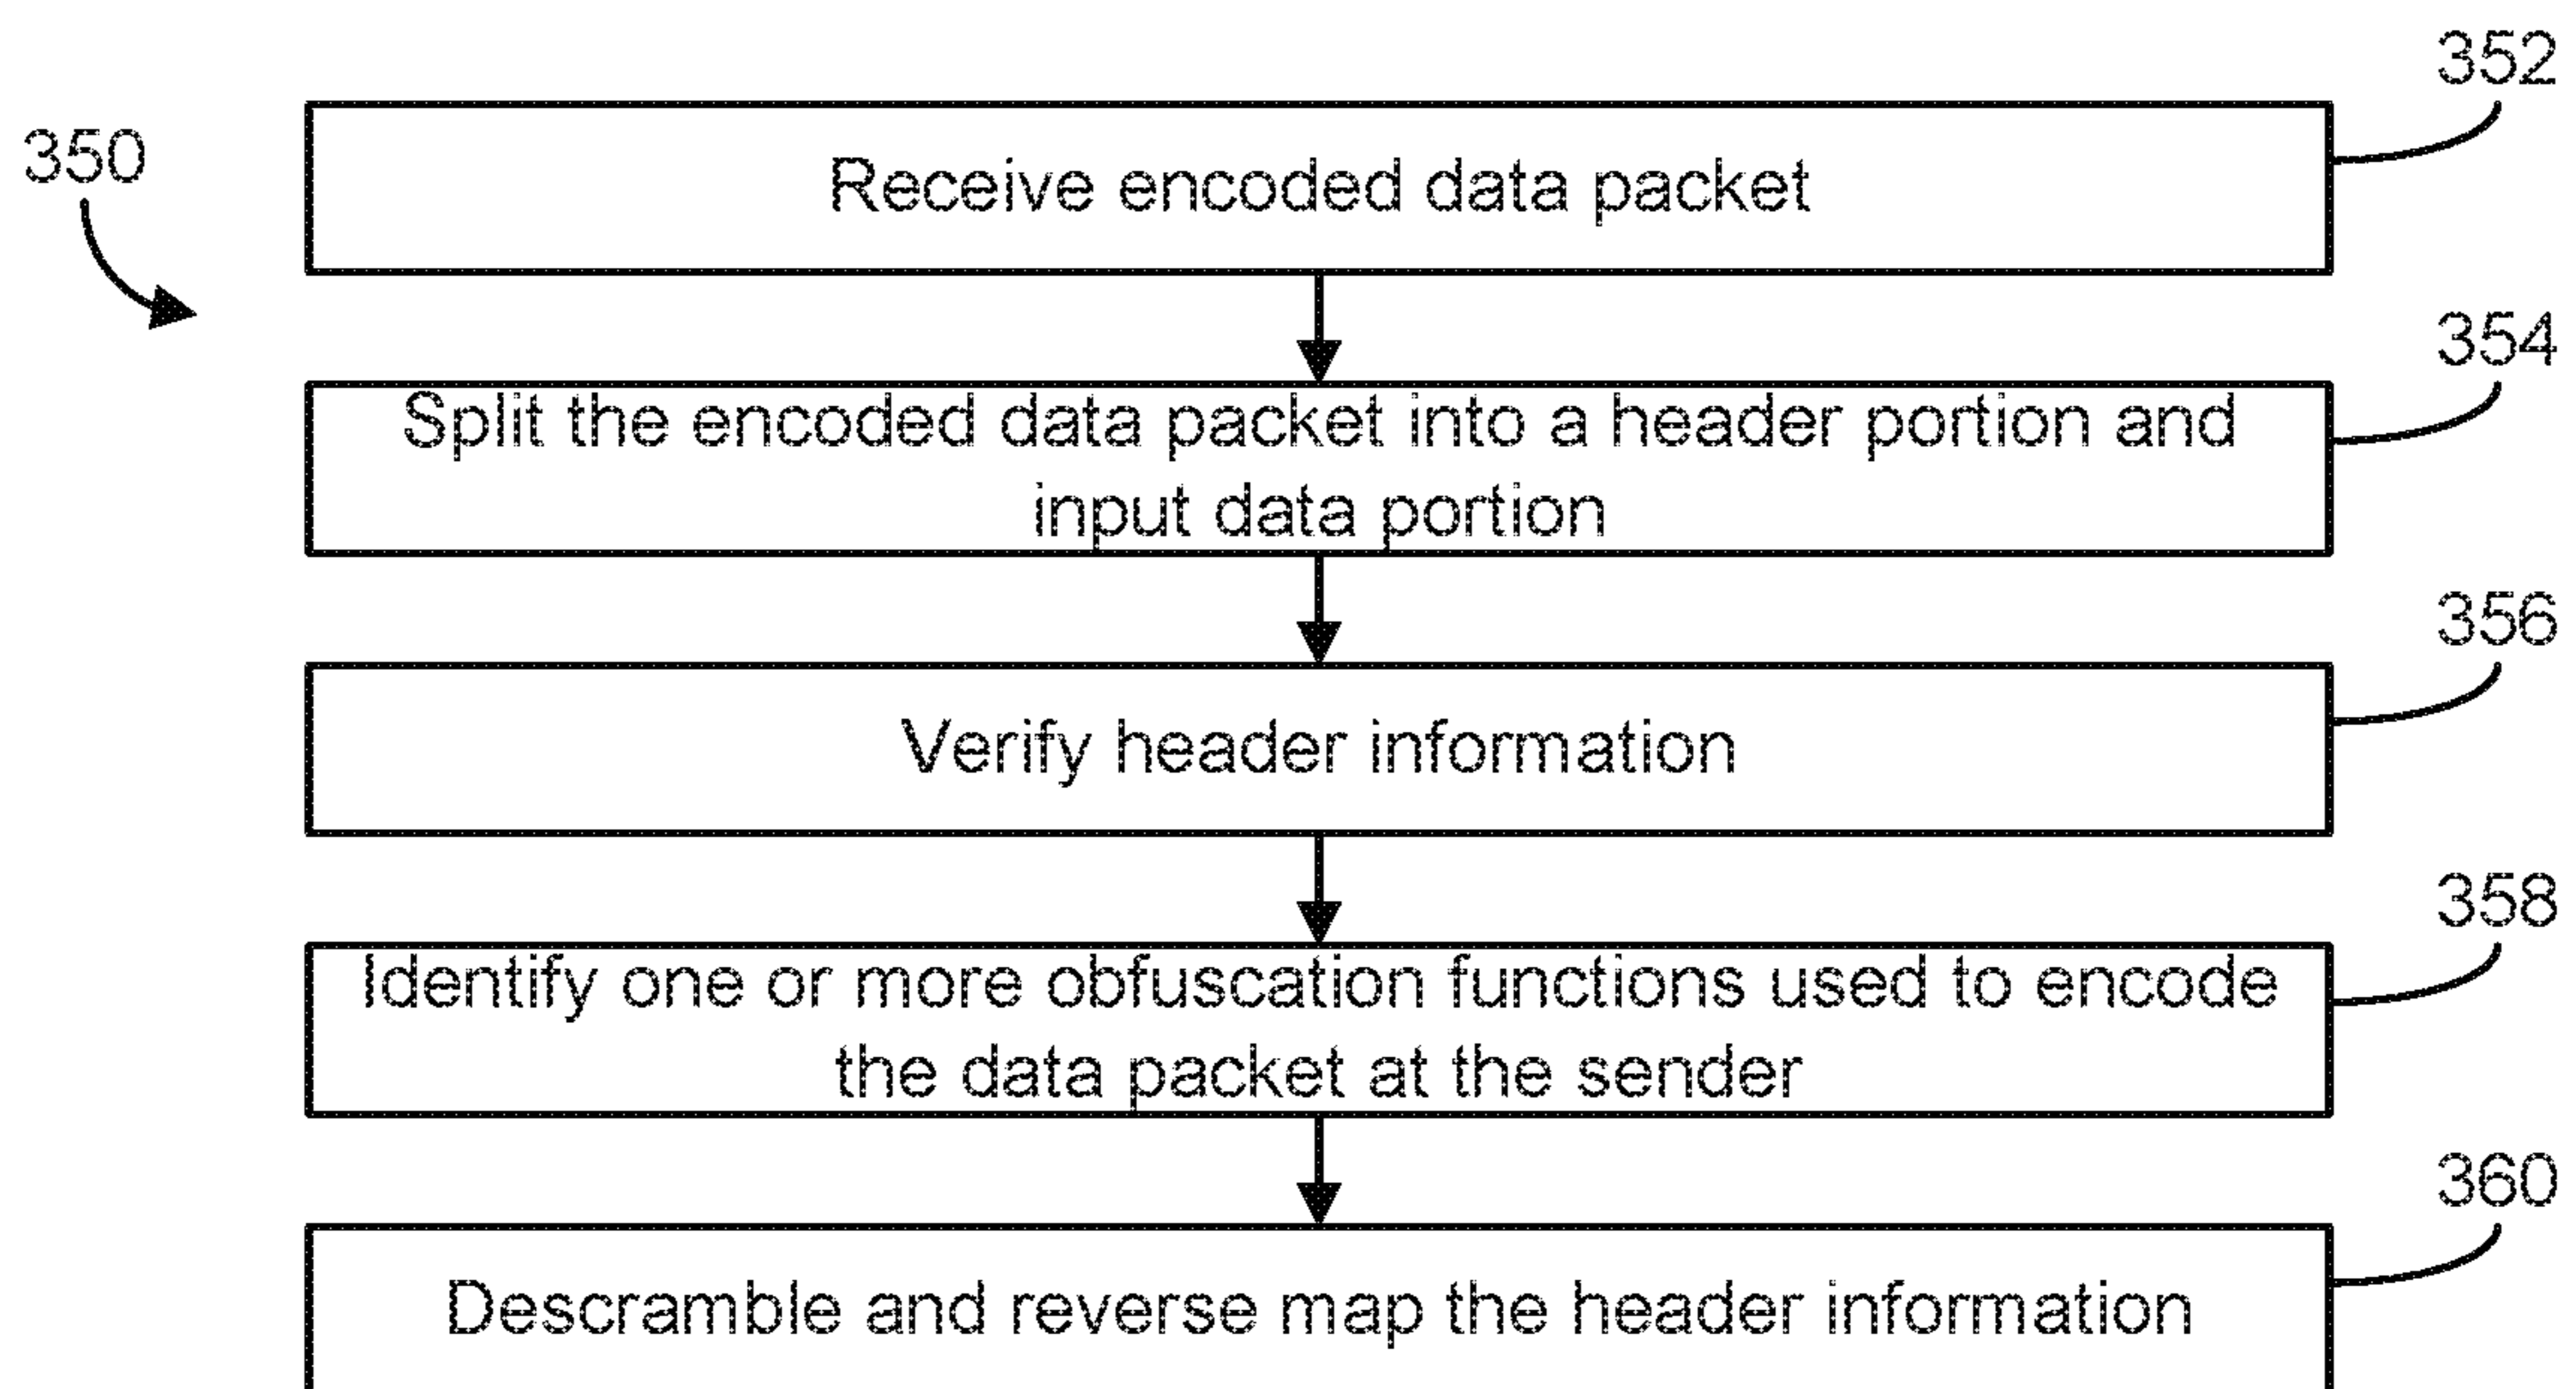 352
350
Receive encoded data packet
354
Split the encoded data packet into a header portion and
input data portion
356
Verify header information
358
Identify one or more obfuscation functions used to encode
the data packet at the sender
360
Descramble and reverse map the header information